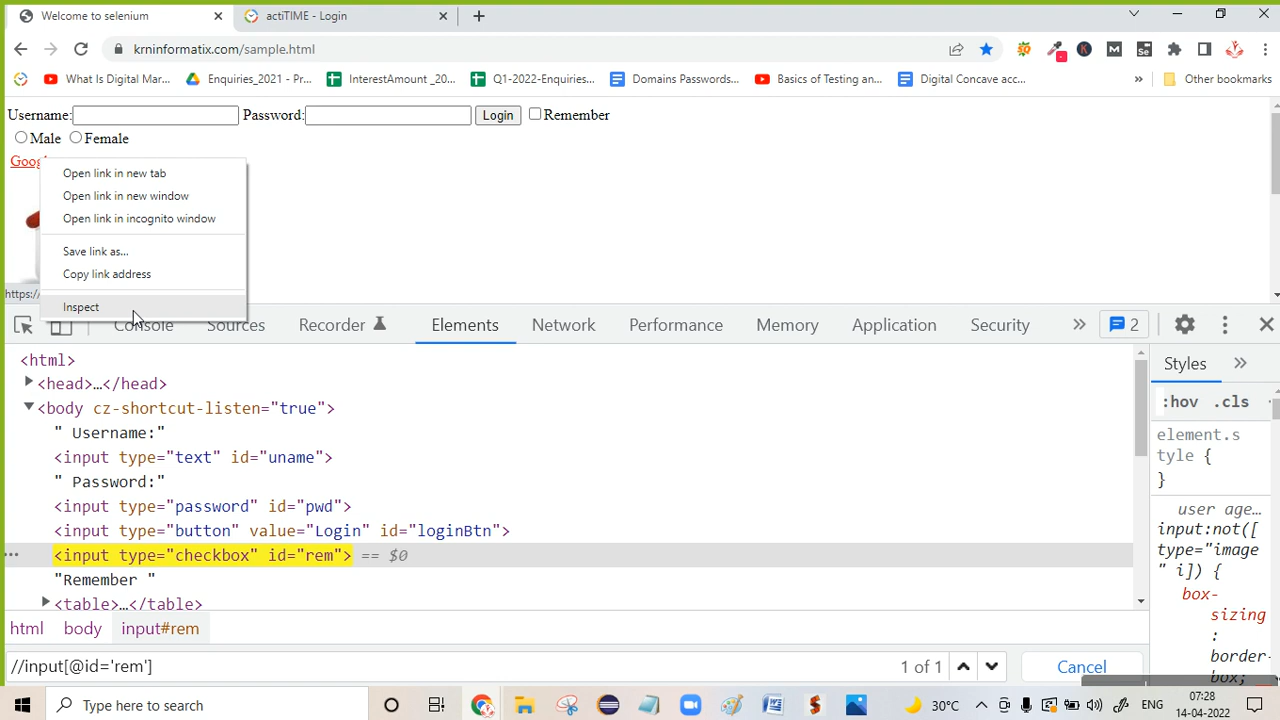 Welcome to selenium
actiTIME - Login
krninformatix.com/sample.html
What Is Digital Mar...
Enquiries_2021 - Pr...
InterestAmount _20...
Q1-2022-Enquiries...
Domains Passwords...
Basics of Testing an...
Digital Concave acc...
»
Other bookmarks
Username: Password: Login Remember
Male Female
Goog
Open link in new tab
Open link in new window
Open link in incognito window
Save link as...
Copy link address
https:/
Inspect
Console Sources Recorder Elements Network Performance Memory Application Security » 2
<html>
<head>…</head>
<body cz-shortcut-listen="true">
" Username:"
<input type="text" id="uname">
" Password:"
<input type="password" id="pwd">
<input type="button" value="Login" id="loginBtn">
<input type="checkbox" id="rem"> == $0
"Remember "
<table>…</table>
html body input#rem
//input[@id='rem'] 1 of 1 Cancel
Styles »
:hov .cls
element.s
tyle {
}
user age…
input:not([
type="image
" i]) {
box-
sizing
:
border-
box;
Type here to search
30°C
ENG
07:28
14-04-2022